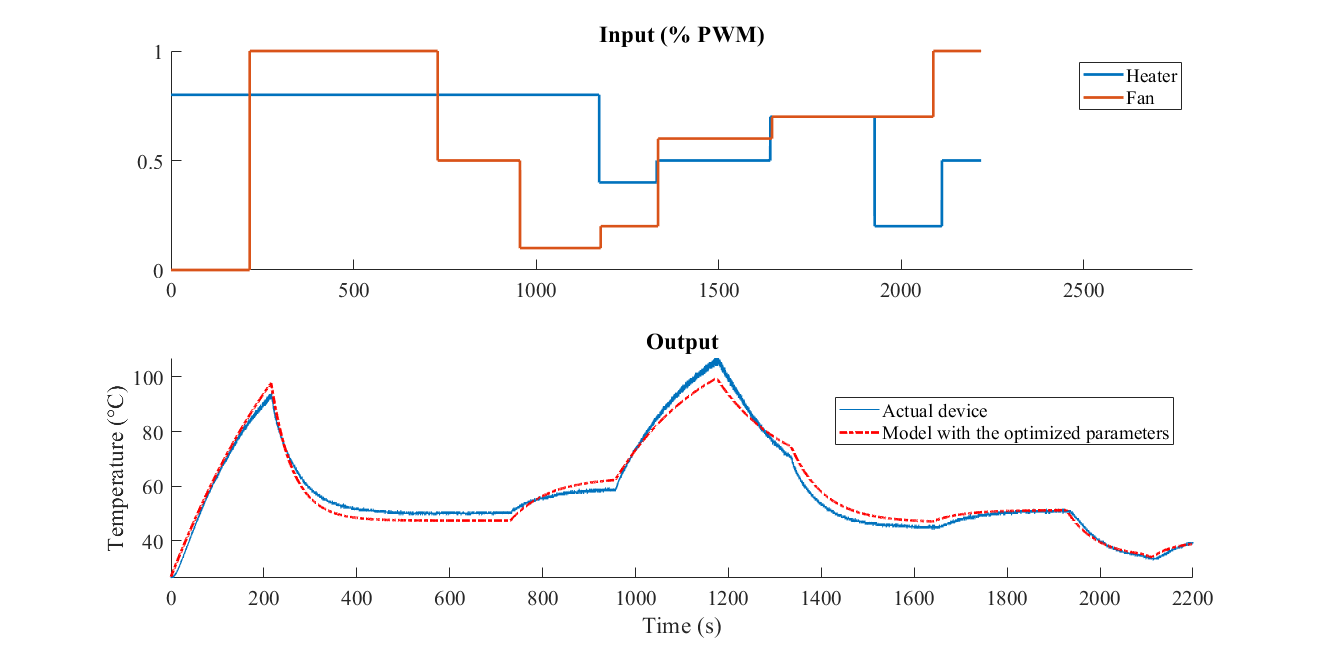 Input (% PWM)
1
0.5
0
0 500 1000 1500 2000 2500
Heater
Fan
Output
Temperature (°C)
100
80
60
40
0 200 400 600 800 1000 1200 1400 1600 1800 2000 2200
Actual device
Model with the optimized parameters
Time (s)